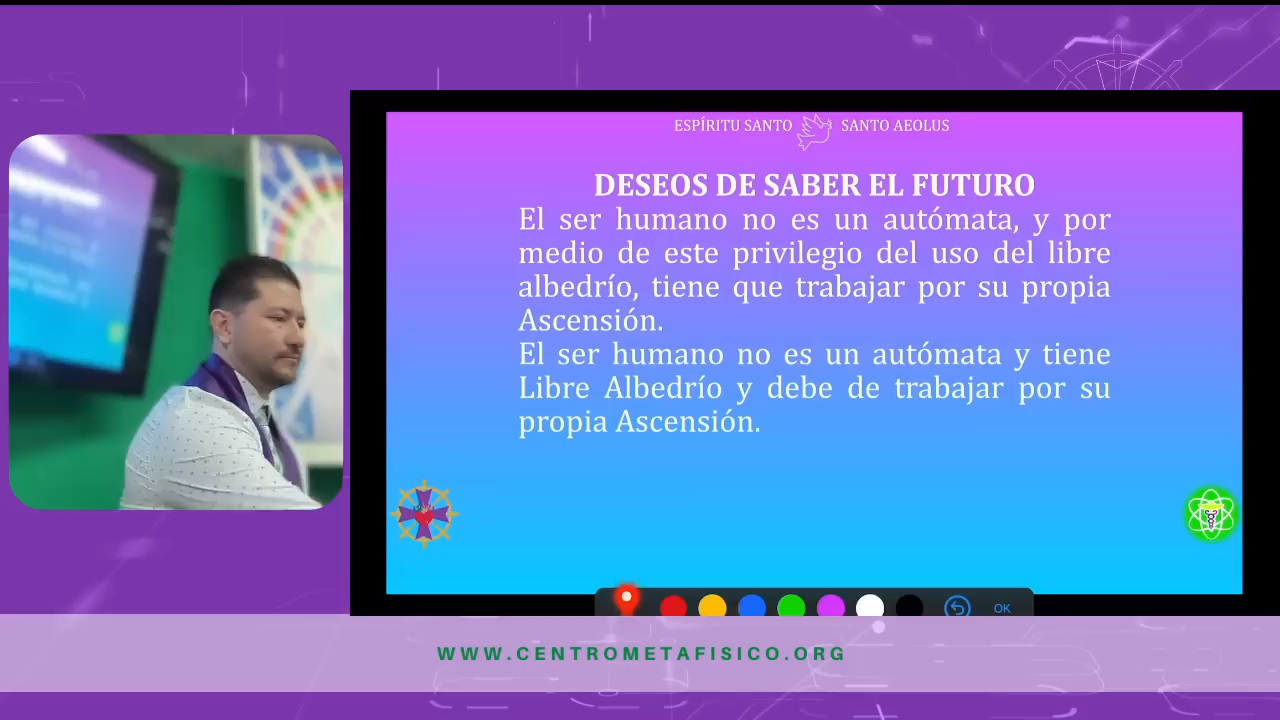 ESPÍRITU SANTO SANTO AEOLUS
DESEOS DE SABER EL FUTURO
El ser humano no es un autómata, y por
medio de este privilegio del uso del libre
albedrío, tiene que trabajar por su propia
Ascensión.
El ser humano no es un autómata y tiene
Libre Albedrío y debe de trabajar por su
propia Ascensión.
OK
WWW.CENTROMETAFISICO.ORG